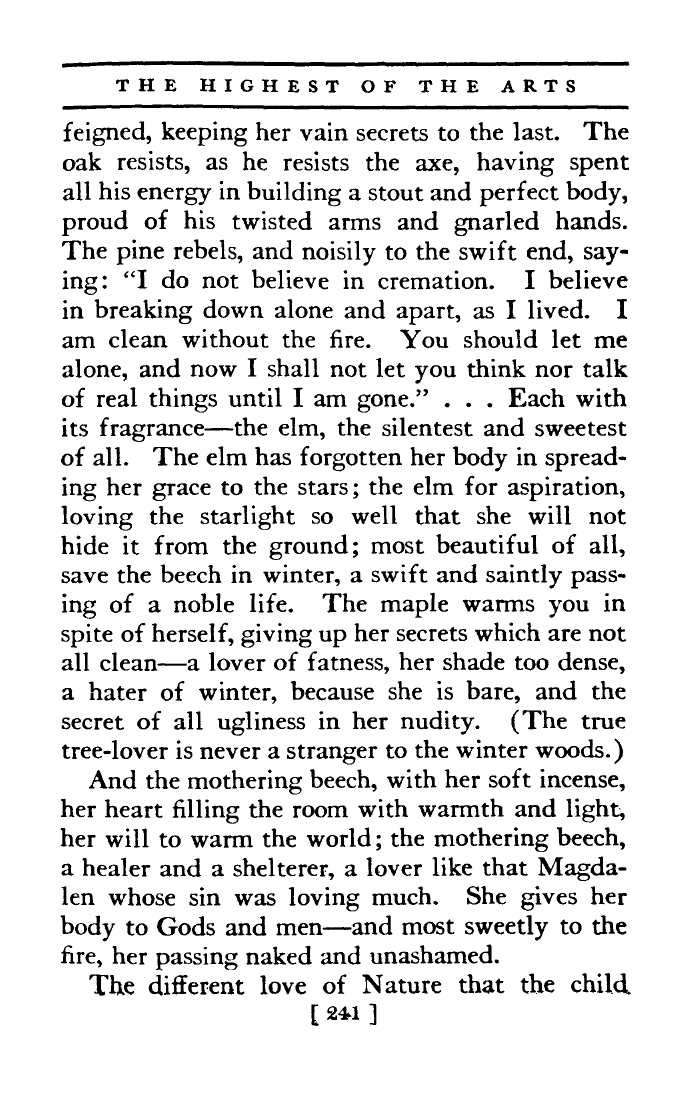 THE HIGHEST OF THE ARTS
feigned, keeping her vain secrets to the last. The
oak resists, as he resists the axe, having spent
all his energy in building a stout and perfect body,
proud of his twisted arms and gnarled hands.
The pine rebels, and noisily to the swift end, say-
ing: “I do not believe in cremation. I believe
in breaking down alone and apart, as I lived. I
am clean without the fire. You should let me
alone, and now I shall not let you think nor talk
of real things until I am gone.” . . . Each with
its fragrance—the elm, the silentest and sweetest
of all. The elm has forgotten her body in spread-
ing her grace to the stars; the elm for aspiration,
loving the starlight so well that she will not
hide it from the ground; most beautiful of all,
save the beech in winter, a swift and saintly pass-
ing of a noble life. The maple warms you in
spite of herself, giving up her secrets which are not
all clean—a lover of fatness, her shade too dense,
a hater of winter, because she is bare, and the
secret of all ugliness in her nudity. (The true
tree-lover is never a stranger to the winter woods.)
And the mothering beech, with her soft incense,
her heart filling the room with warmth and light,
her will to warm the world; the mothering beech,
a healer and a shelterer, a lover like that Magda-
len whose sin was loving much. She gives her
body to Gods and men—and most sweetly to the
fire, her passing naked and unashamed.
The different love of Nature that the child
[ 241 ]